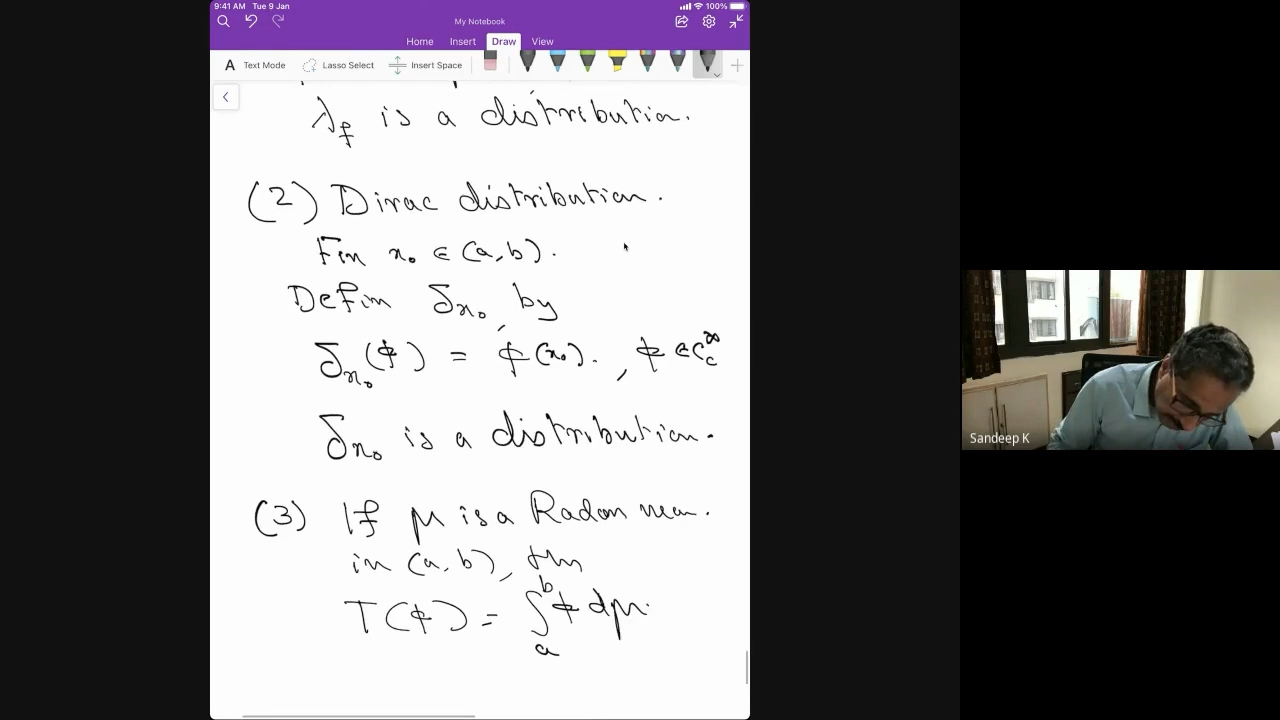 9:41 AM Tue 9 Jan
100%
My Notebook
Home Insert Draw View
A Text Mode Lasso Select Insert Space
λ_f is a distribution.
(2) Dirac distribution.
Fix x₀ ∈ (a, b).
Define δ_{x₀} by
δ_{x₀}(ϕ) = ϕ(x₀). , ϕ ∈ C_c^∞
δ_{x₀} is a distribution.
(3) If μ is a Radon meas.
in (a, b), then
T(ϕ) = ∫_a^b ϕ dμ.
Sandeep K